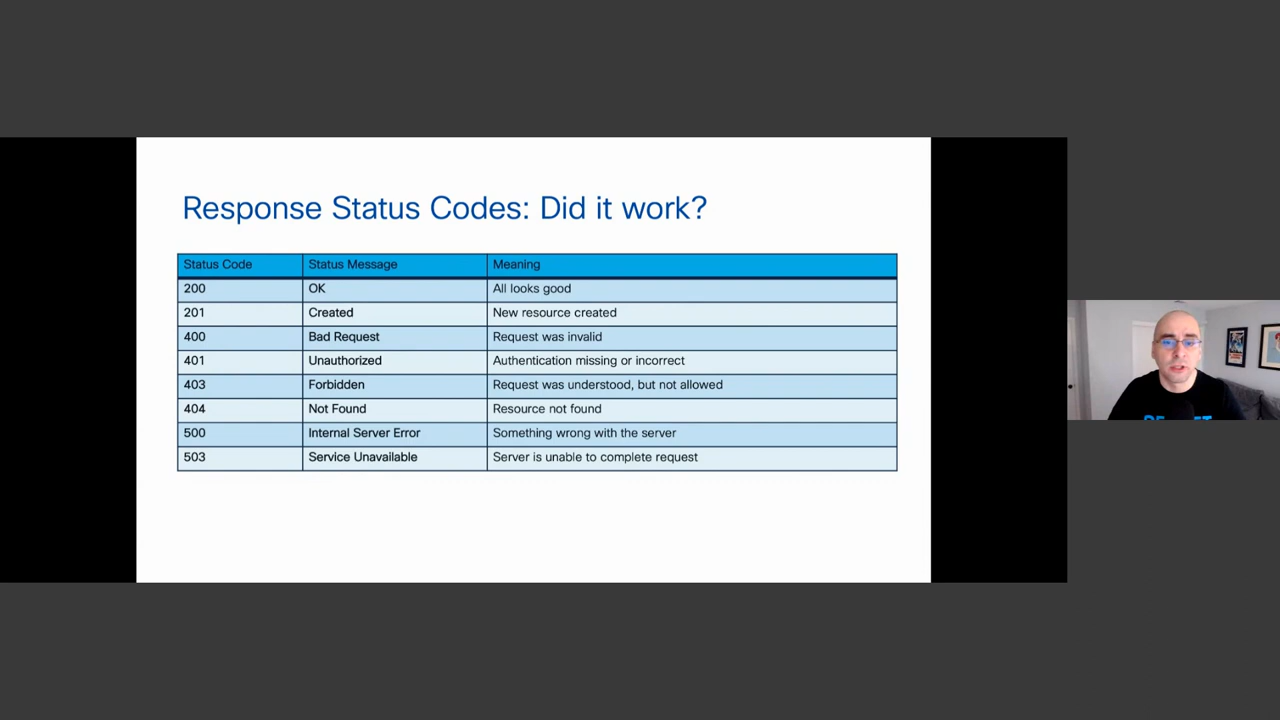 Response Status Codes: Did it work?
Status Code Status Message Meaning
200 OK All looks good
201 Created New resource created
400 Bad Request Request was invalid
401 Unauthorized Authentication missing or incorrect
403 Forbidden Request was understood, but not allowed
404 Not Found Resource not found
500 Internal Server Error Something wrong with the server
503 Service Unavailable Server is unable to complete request